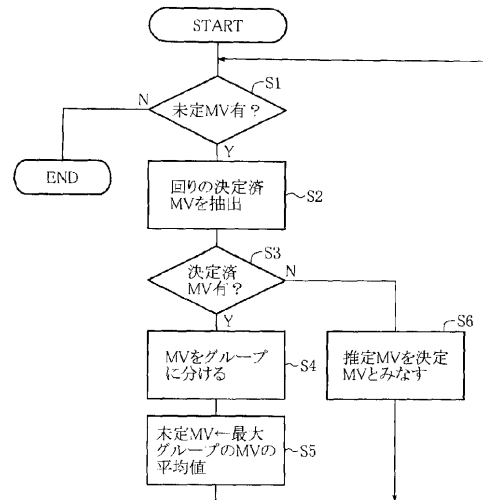 START
S1
未定MV有？
N
Y
END
回りの決定済
MVを抽出
S2
S3
決定済
MV有？
N
Y
S6
MVをグループ
に分ける
S4
推定MVを決定
MVとみなす
未定MV←最大
グループのMVの
平均値
S5